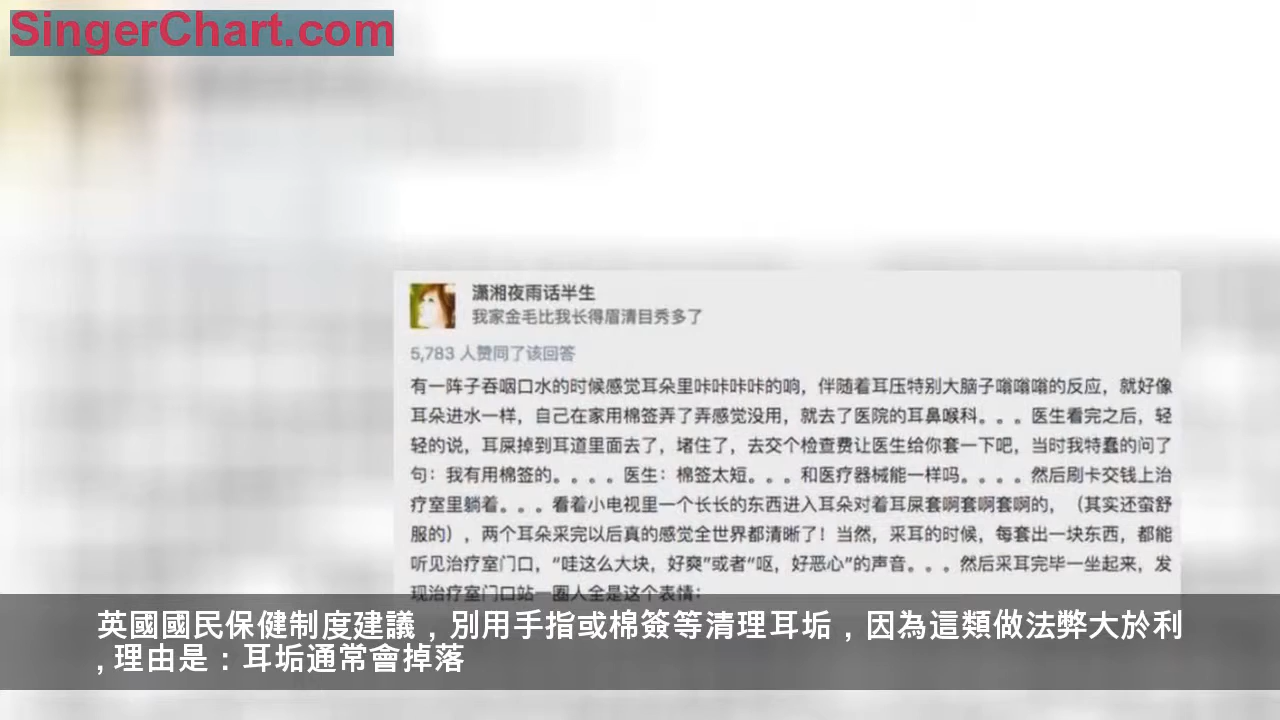 SingerChart.com
潇湘夜雨话半生
我家金毛比我长得眉清目秀多了
5,783 人赞同了该回答
有一阵子吞咽口水的时候感觉耳朵里咔咔咔咔的响，伴随着耳压特别大脑子嗡嗡嗡的反应，就好像
耳朵进水一样，自己在家用棉签弄了弄感觉没用，就去了医院的耳鼻喉科。。。医生看完之后，轻
轻的说，耳屎掉到耳道里面去了，堵住了，去交个检查费让医生给你套一下吧，当时我特蠢的问了
句：我有用棉签的。。。。医生：棉签太短。。。和医疗器械能一样吗。。。。然后刷卡交钱上治
疗室里躺着。。。看着小电视里一个长长的东西进入耳朵对着耳屎套啊套啊套啊的，（其实还蛮舒
服的），两个耳朵采完以后真的感觉全世界都清晰了！当然，采耳的时候，每套出一块东西，都能
听见治疗室门口，“哇这么大块，好爽”或者“呕，好恶心”的声音。。。然后采耳完毕一坐起来，发
现治疗室门口站一圈人全是这个表情：
英國國民保健制度建議，別用手指或棉簽等清理耳垢，因為這類做法弊大於利
,理由是：耳垢通常會掉落